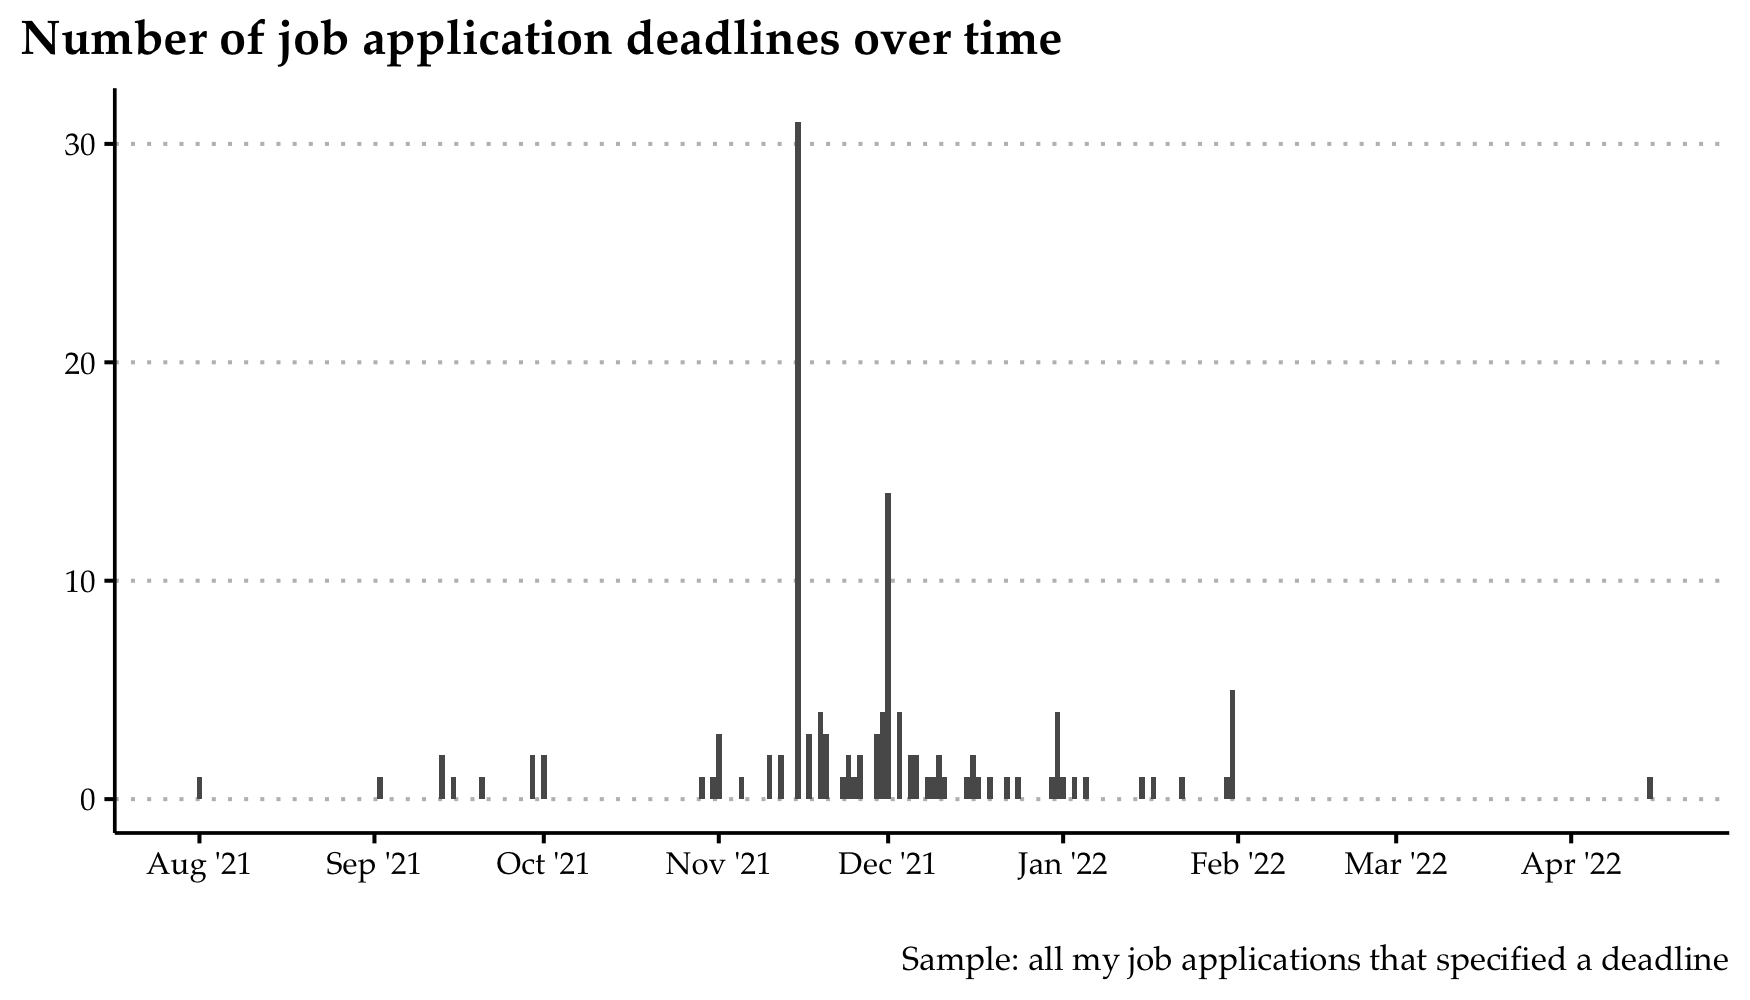 Number of job application deadlines over time
30
20
10
0
Aug '21 Sep '21 Oct '21 Nov '21 Dec '21 Jan '22 Feb '22 Mar '22 Apr '22
Sample: all my job applications that specified a deadline